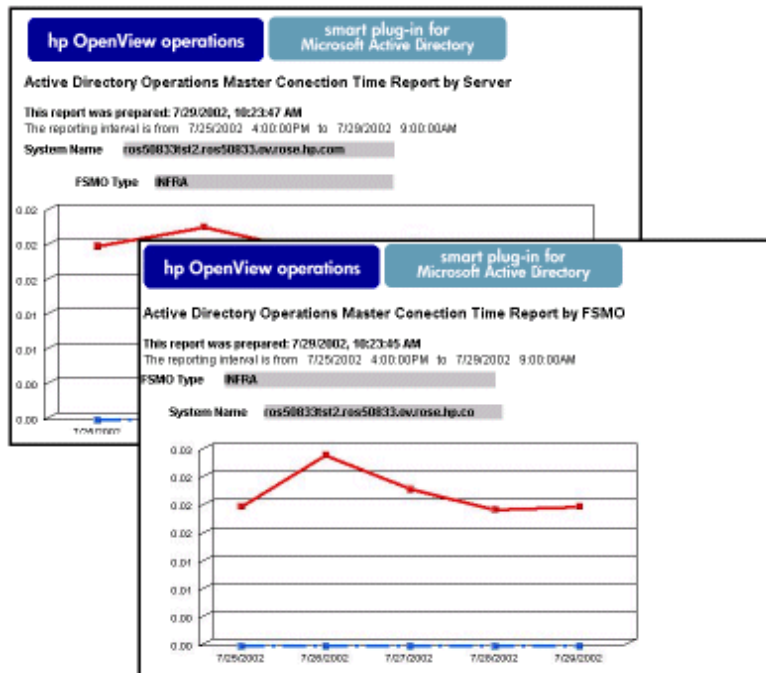 hp OpenView operations
smart plug-in for
Microsoft Active Directory
Active Directory Operations Master Conection Time Report by Server
This report was prepared: 7/29/2002, 10:23:47 AM
The reporting interval is from 7/25/2002 4:00:00PM to 7/29/2002 9:00:00AM
System Name ros50833tst2.ros50833.ov.rose.hp.com
FSMO Type INFRA
0.02
0.02
0.02
0.01
0.01
0.00
0.00
7/25/2002
hp OpenView operations
smart plug-in for
Microsoft Active Directory
Active Directory Operations Master Conection Time Report by FSMO
This report was prepared: 7/29/2002, 10:23:45 AM
The reporting interval is from 7/25/2002 4:00:00PM to 7/29/2002 9:00:00AM
FSMO Type INFRA
System Name ros50833tst2.ros50833.ov.rose.hp.co
0.03
0.02
0.02
0.02
0.01
0.01
0.00
0.00
7/25/2002 7/26/2002 7/27/2002 7/28/2002 7/29/2002